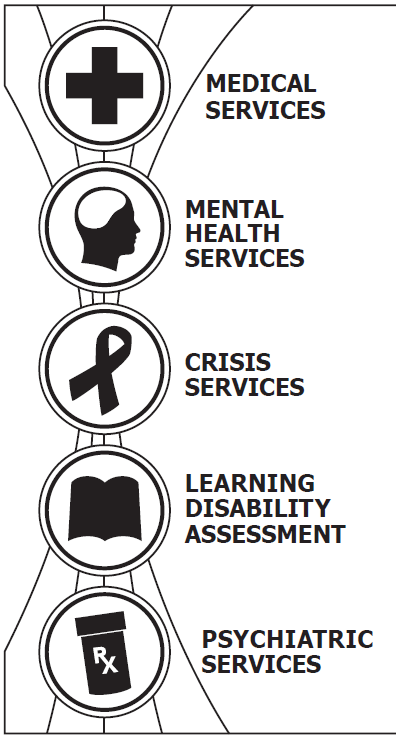 MEDICAL
SERVICES
MENTAL
HEALTH
SERVICES
CRISIS
SERVICES
LEARNING
DISABILITY
ASSESSMENT
PSYCHIATRIC
SERVICES
RX